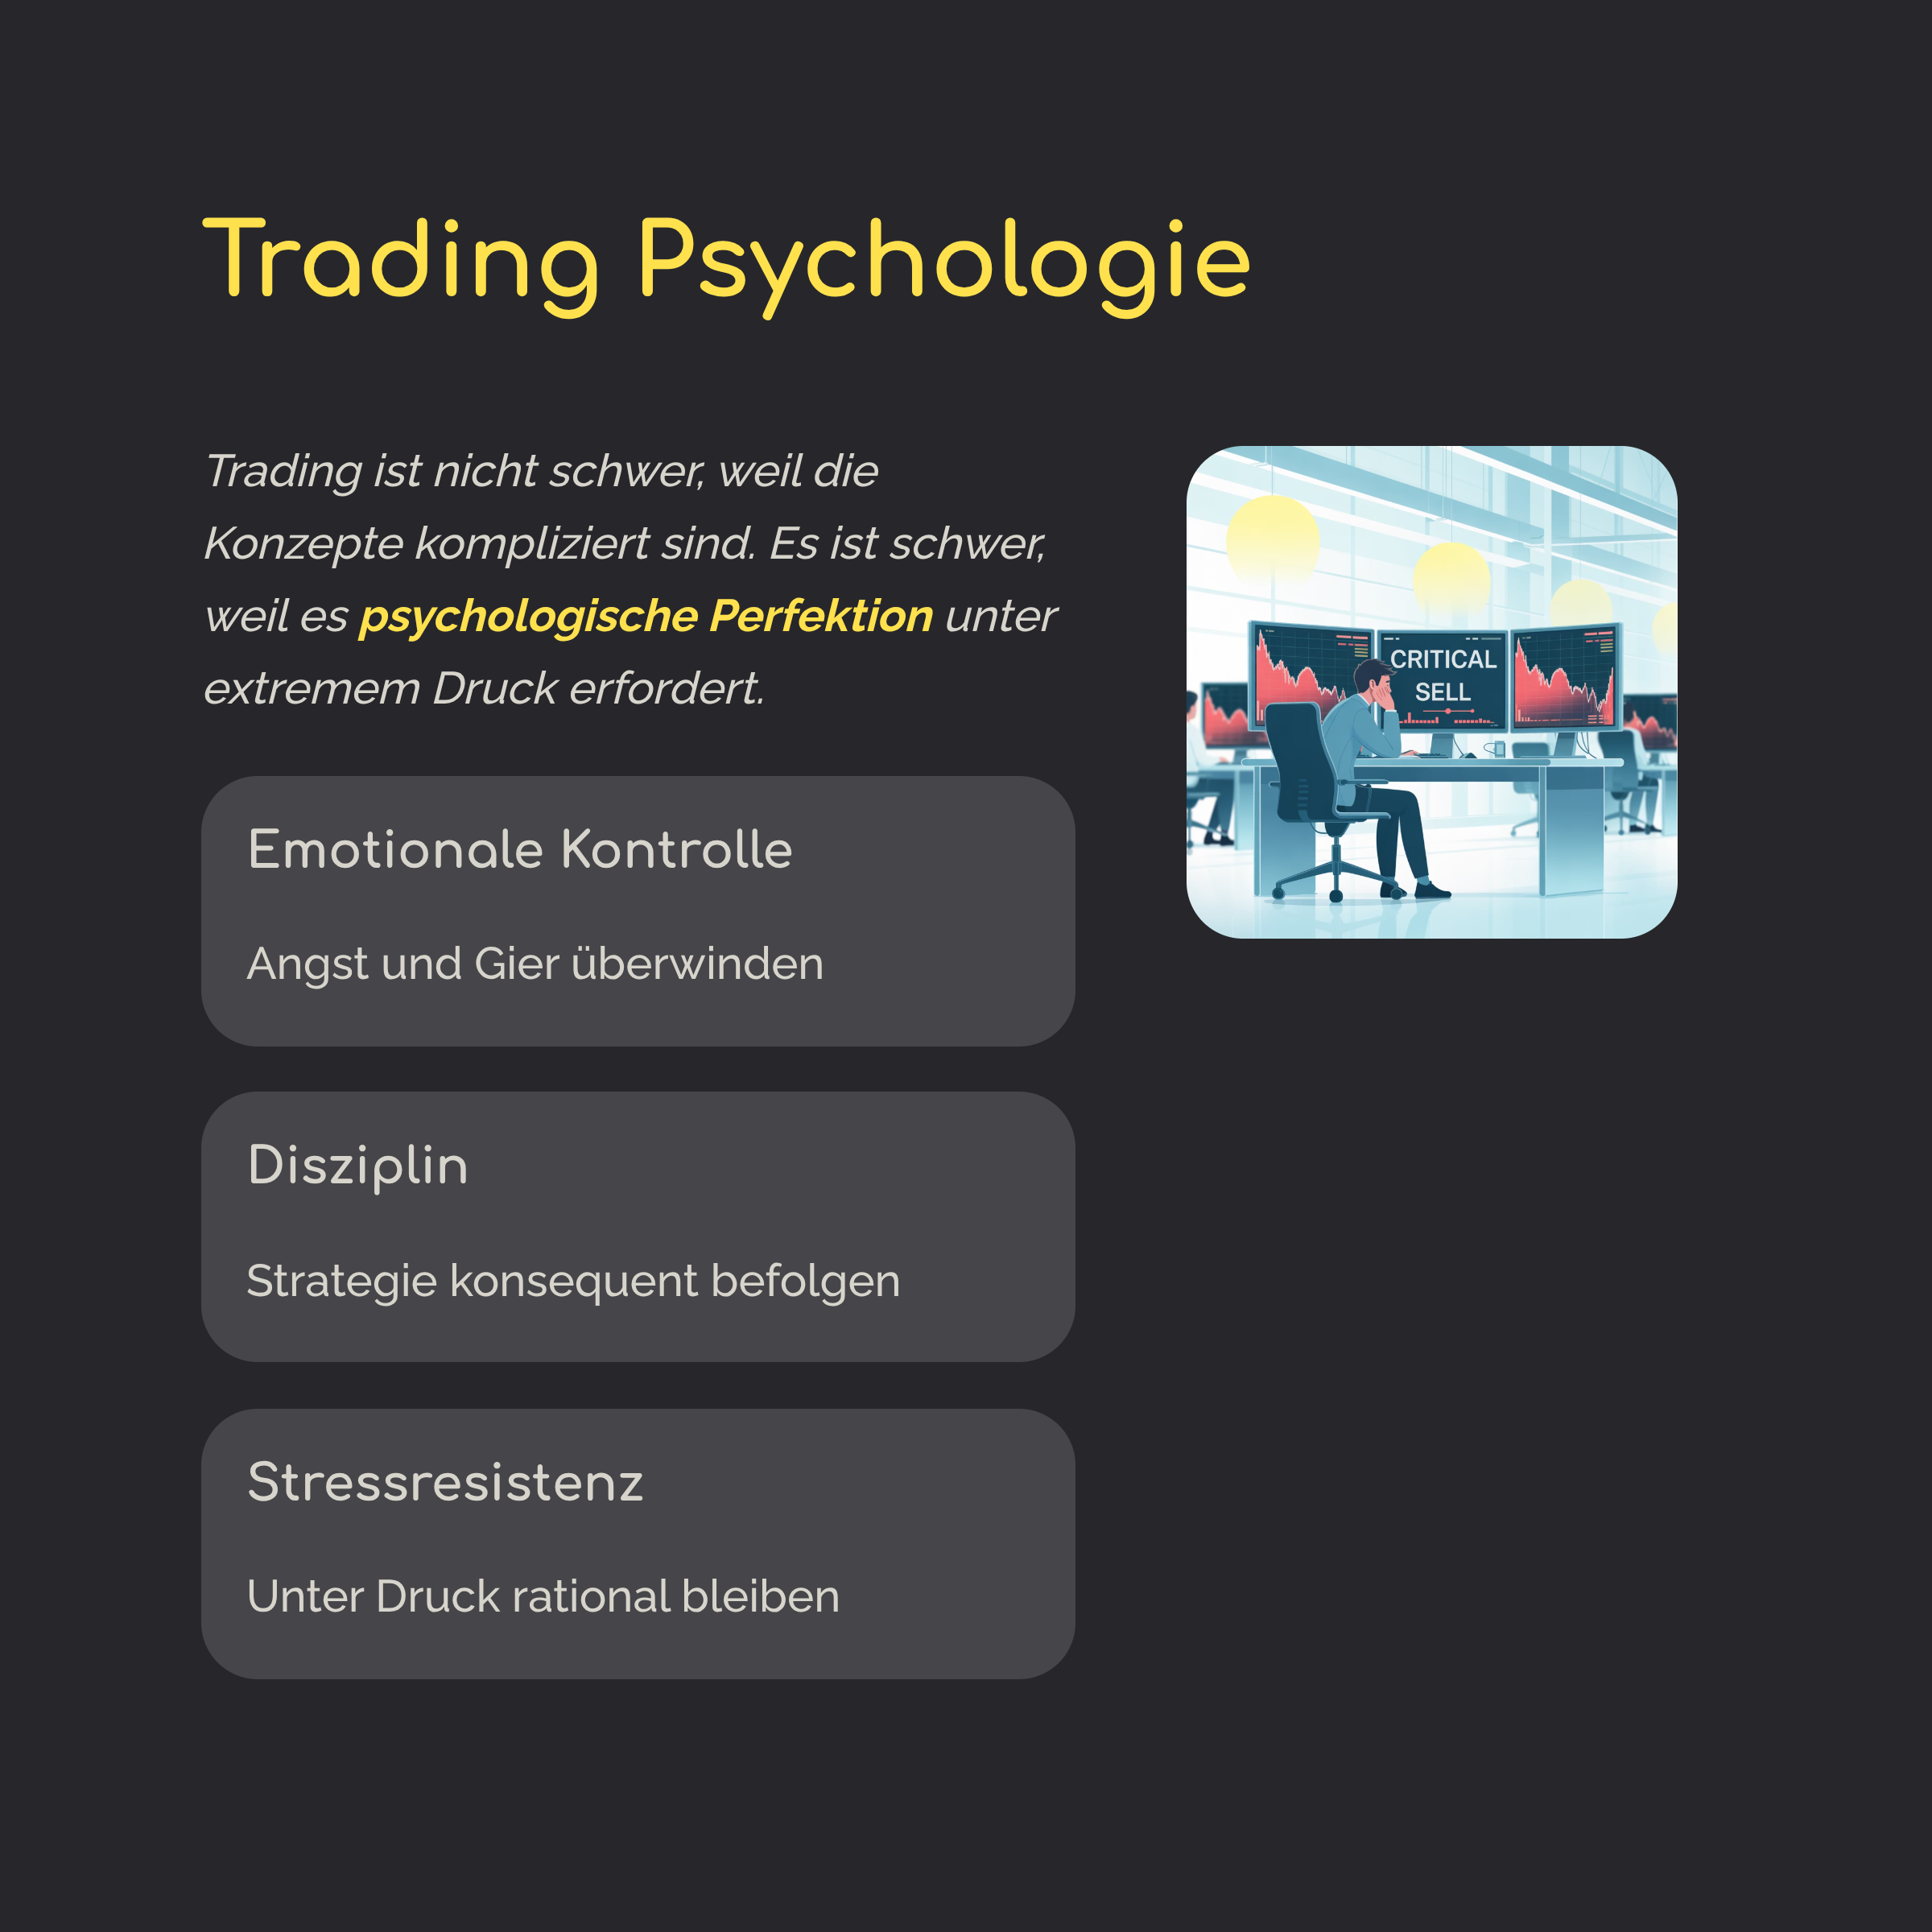 Trading Psychologie
Trading ist nicht schwer, weil die
Konzepte kompliziert sind. Es ist schwer,
weil es psychologische Perfektion unter
extremem Druck erfordert.
CRITICAL
SELL
Emotionale Kontrolle
Angst und Gier überwinden
Disziplin
Strategie konsequent befolgen
Stressresistenz
Unter Druck rational bleiben